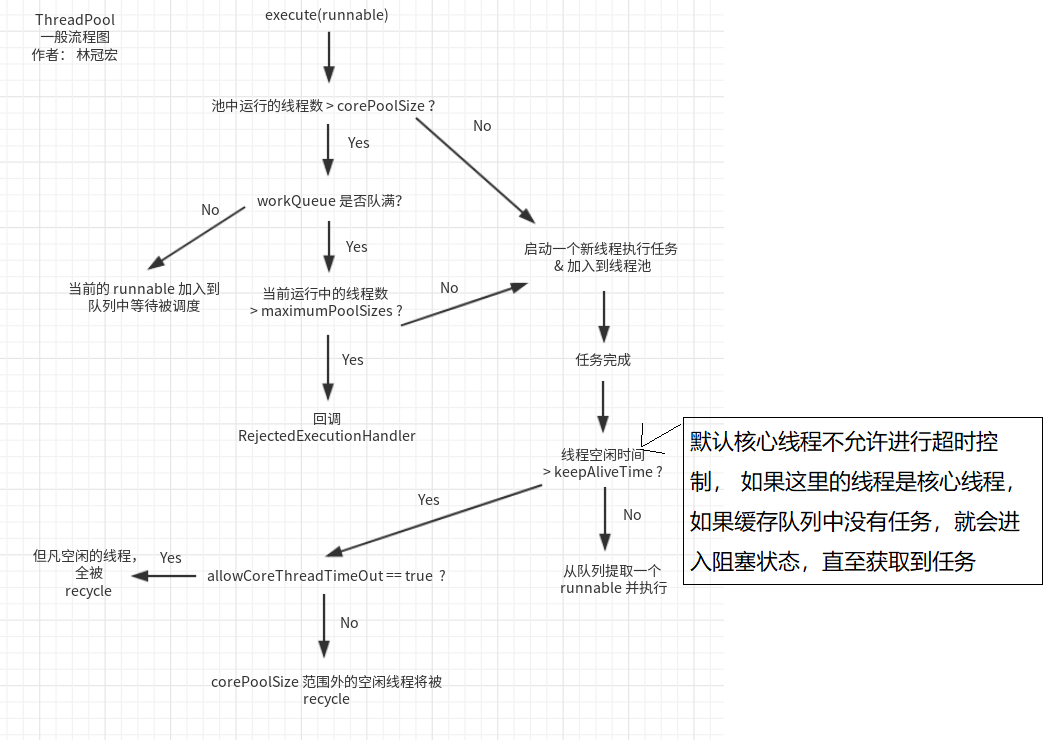 ThreadPool
一般流程图
作者： 林冠宏
execute(runnable)
池中运行的线程数 > corePoolSize ?
No
Yes
workQueue 是否队满?
No
Yes
启动一个新线程执行任务
& 加入到线程池
当前的 runnable 加入到
队列中等待被调度
当前运行中的线程数
> maximumPoolSizes ?
No
Yes
任务完成
回调
RejectedExecutionHandler
线程空闲时间
> keepAliveTime ?
默认核心线程不允许进行超时控
制， 如果这里的线程是核心线程，
如果缓存队列中没有任务，就会进
入阻塞状态，直至获取到任务
Yes
No
但凡空闲的线程，
全被
recycle
Yes
allowCoreThreadTimeOut == true ?
从队列提取一个
runnable 并执行
No
corePoolSize 范围外的空闲线程将被
recycle